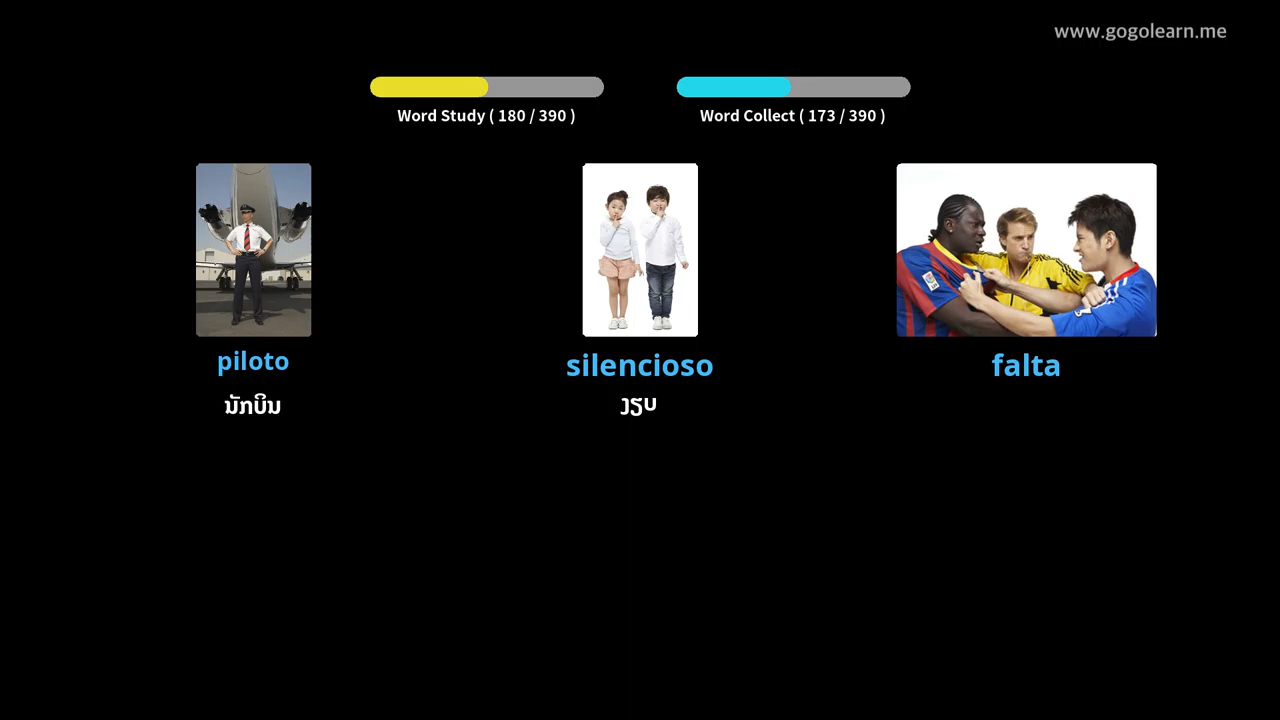 www.gogolearn.me
Word Study ( 180 / 390 )
Word Collect ( 173 / 390 )
piloto
silencioso
falta
ນັກບິນ
ງຽບ